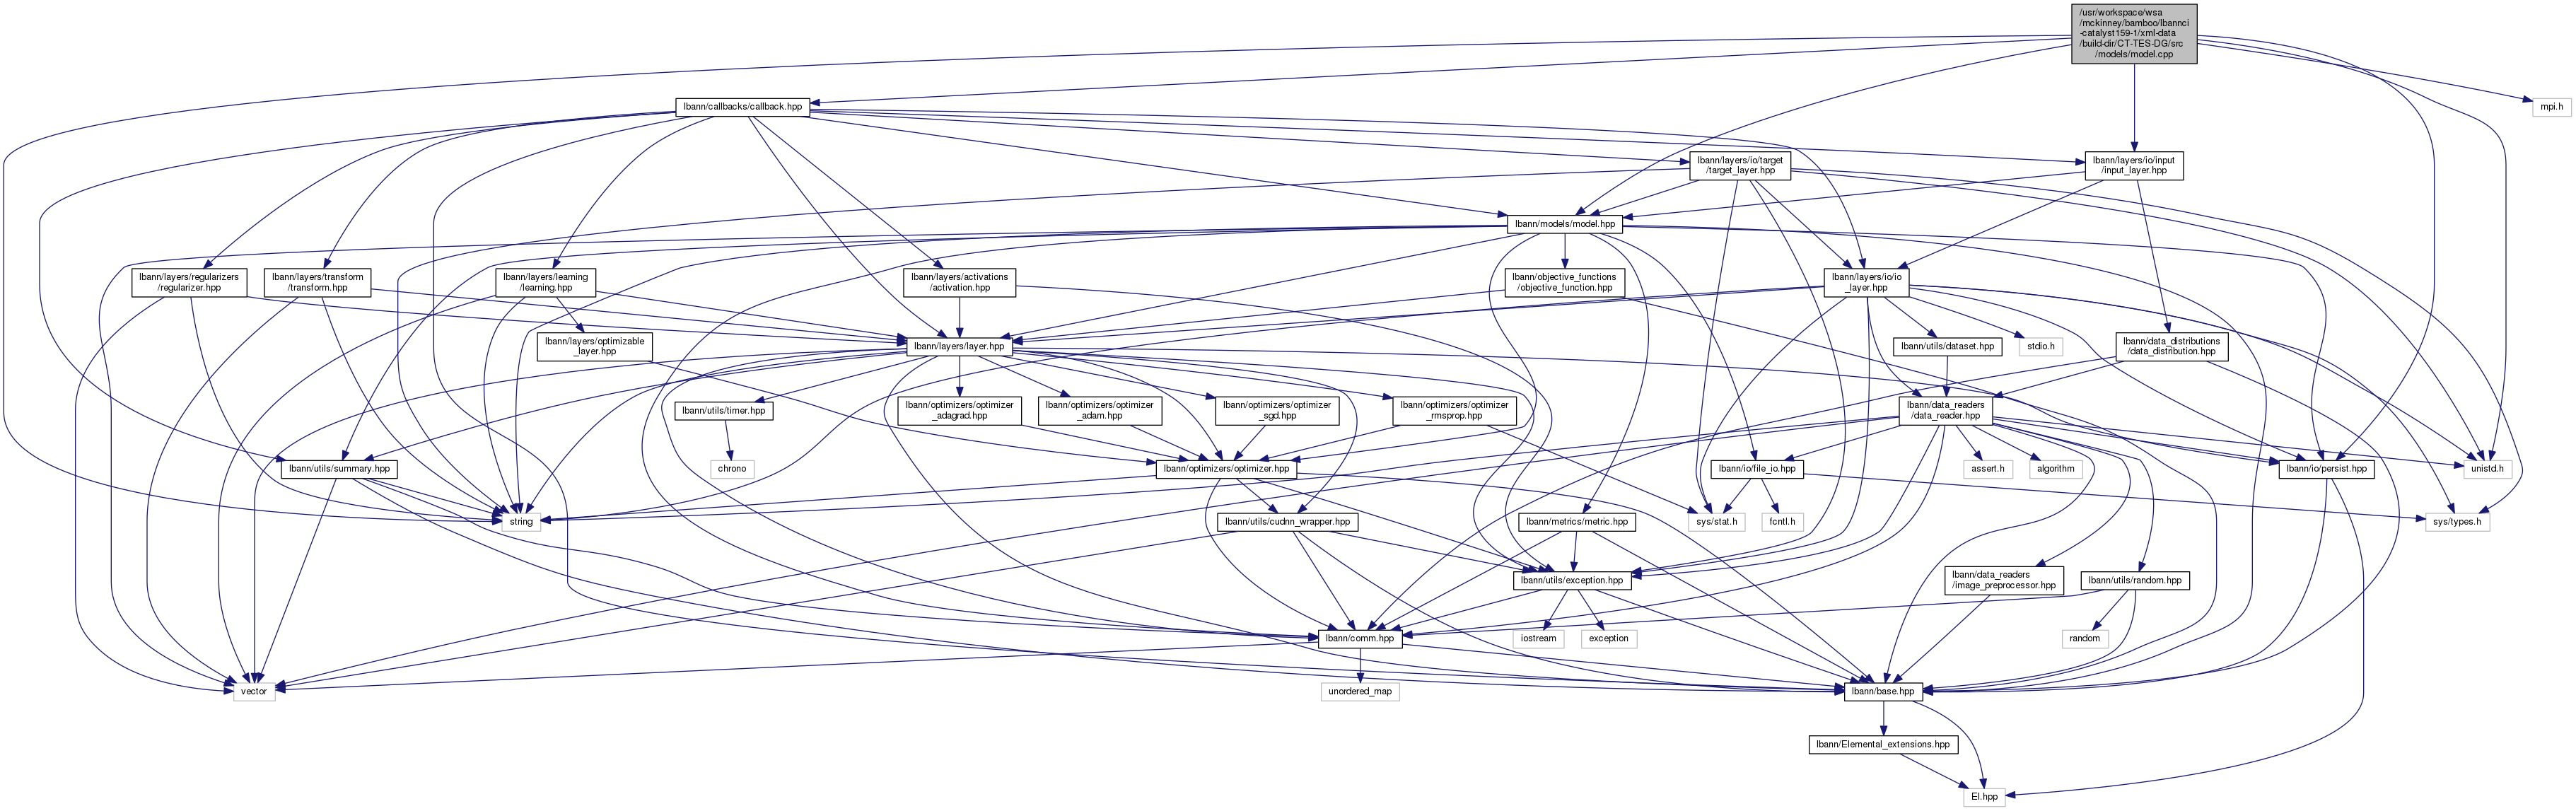 /usr/workspace/wsa
/mckinney/bamboo/lbannci
-catalyst159-1/xml-data
/build-dir/CT-TES-DG/src
/models/model.cpp
lbann/callbacks/callback.hpp
mpi.h
lbann/layers/io/target
/target_layer.hpp
lbann/layers/io/input
/input_layer.hpp
lbann/models/model.hpp
lbann/layers/regularizers
/regularizer.hpp
lbann/layers/transform
/transform.hpp
lbann/layers/learning
/learning.hpp
lbann/layers/activations
/activation.hpp
lbann/objective_functions
/objective_function.hpp
lbann/layers/io/io
_layer.hpp
lbann/layers/optimizable
_layer.hpp
lbann/layers/layer.hpp
lbann/utils/dataset.hpp
stdio.h
lbann/data_distributions
/data_distribution.hpp
lbann/utils/timer.hpp
lbann/optimizers/optimizer
_adagrad.hpp
lbann/optimizers/optimizer
_adam.hpp
lbann/optimizers/optimizer
_sgd.hpp
lbann/optimizers/optimizer
_rmsprop.hpp
lbann/data_readers
/data_reader.hpp
lbann/utils/summary.hpp
chrono
lbann/optimizers/optimizer.hpp
lbann/io/file_io.hpp
assert.h
algorithm
lbann/io/persist.hpp
unistd.h
string
lbann/utils/cudnn_wrapper.hpp
lbann/metrics/metric.hpp
sys/stat.h
fcntl.h
sys/types.h
lbann/utils/exception.hpp
lbann/data_readers
/image_preprocessor.hpp
lbann/utils/random.hpp
lbann/comm.hpp
iostream
exception
random
vector
unordered_map
lbann/base.hpp
lbann/Elemental_extensions.hpp
El.hpp